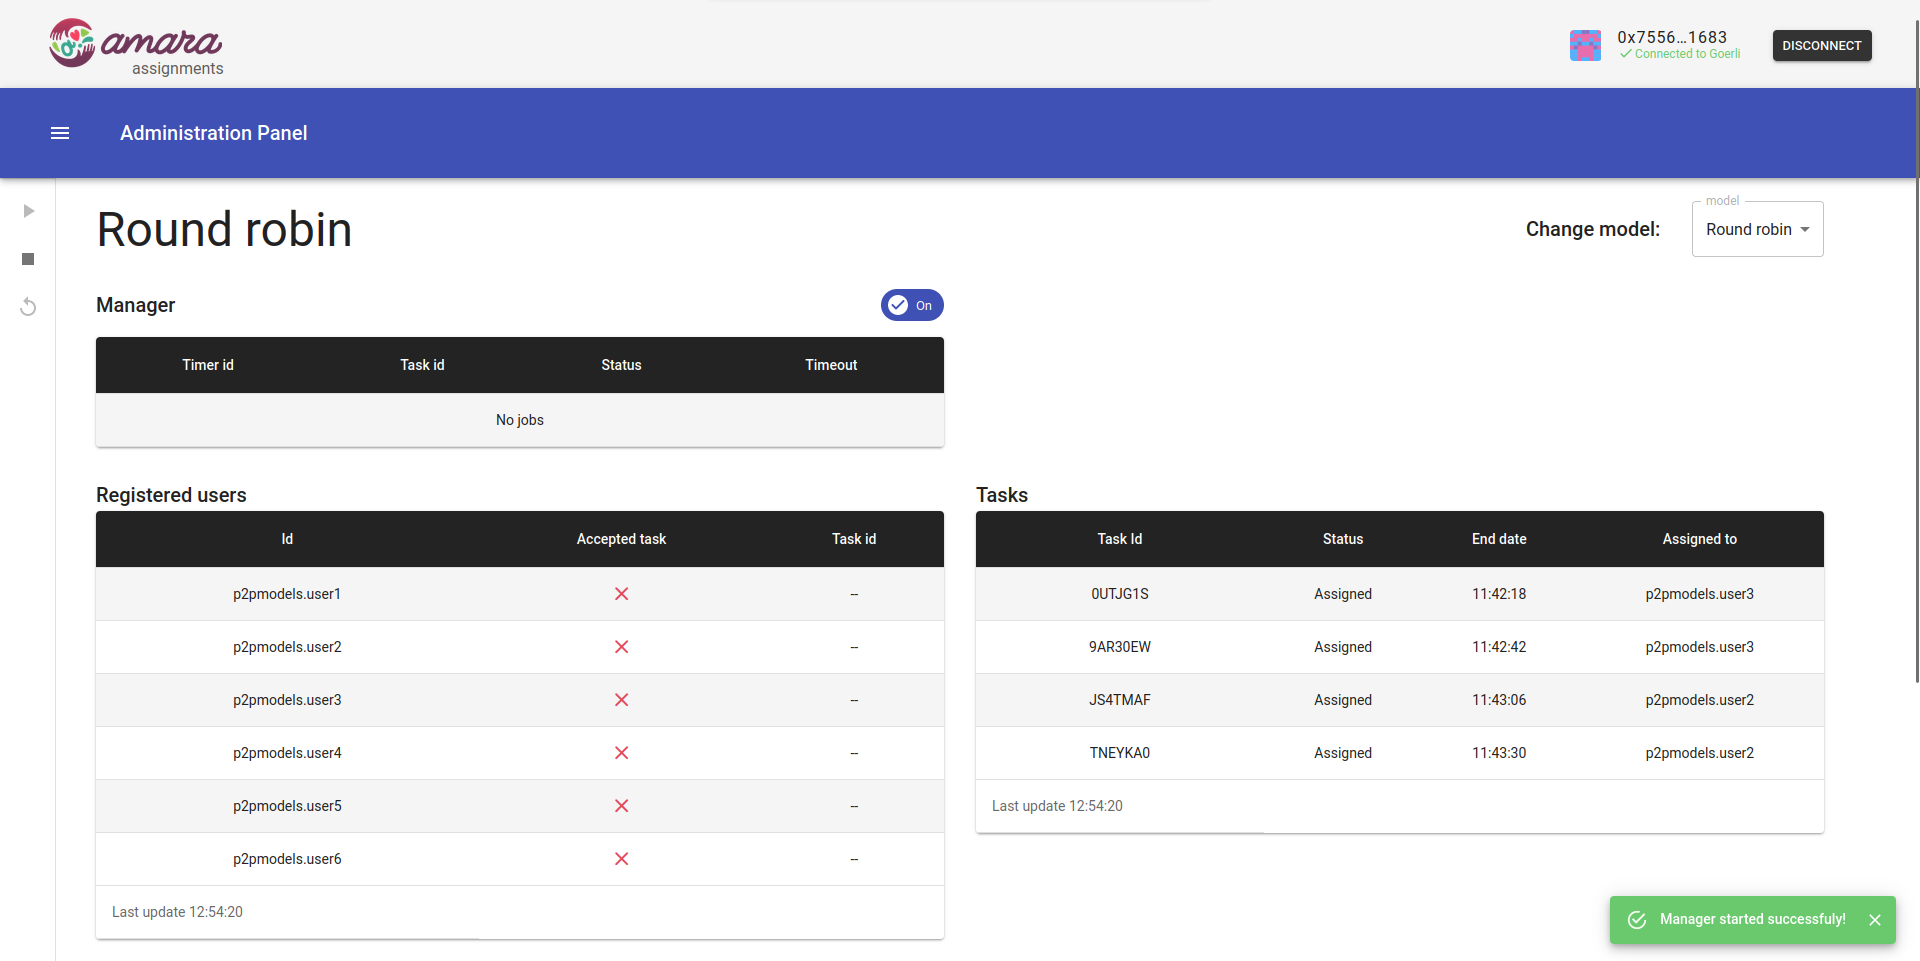 amara
assignments
0x7556...1683
Connected to Goerli
DISCONNECT
Administration Panel
Round robin
Change model:
model
Round robin
Manager
On
Timer id Task id Status Timeout
No jobs
Registered users
Id Accepted task Task id
p2pmodels.user1 --
p2pmodels.user2 --
p2pmodels.user3 --
p2pmodels.user4 --
p2pmodels.user5 --
p2pmodels.user6 --
Last update 12:54:20
Tasks
Task Id Status End date Assigned to
0UTJG1S Assigned 11:42:18 p2pmodels.user3
9AR30EW Assigned 11:42:42 p2pmodels.user3
JS4TMAF Assigned 11:43:06 p2pmodels.user2
TNEYKA0 Assigned 11:43:30 p2pmodels.user2
Last update 12:54:20
Manager started successfuly!